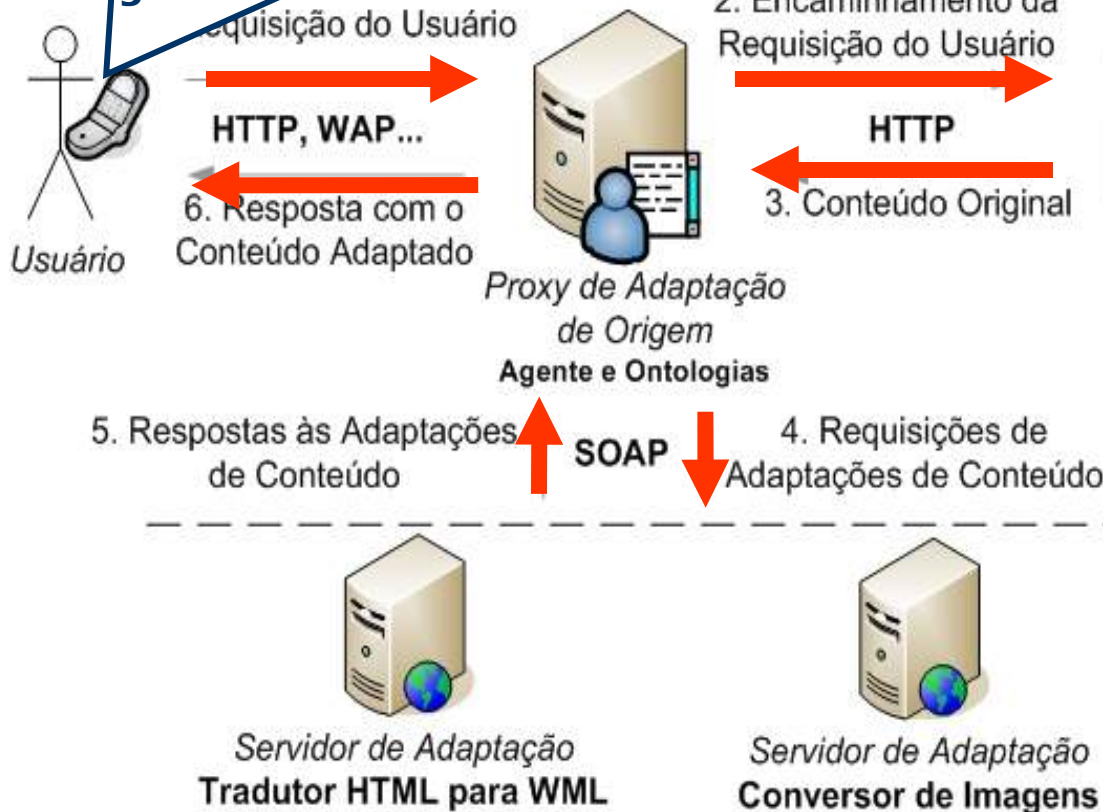 Requisição do Usuário
2. Encaminhamento da
Requisição do Usuário
HTTP, WAP...
HTTP
6. Resposta com o
Conteúdo Adaptado
3. Conteúdo Original
Usuário
Proxy de Adaptação
de Origem
Agente e Ontologias
5. Respostas às Adaptações
de Conteúdo
SOAP
4. Requisições de
Adaptações de Conteúdo
Servidor de Adaptação
Tradutor HTML para WML
Servidor de Adaptação
Conversor de Imagens